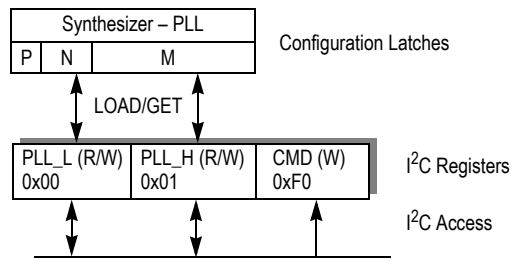 Synthesizer – PLL
Configuration Latches
P N M
LOAD/GET
PLL_L (R/W) PLL_H (R/W) CMD (W)
0x00 0x01 0xF0
I²C Registers
I²C Access